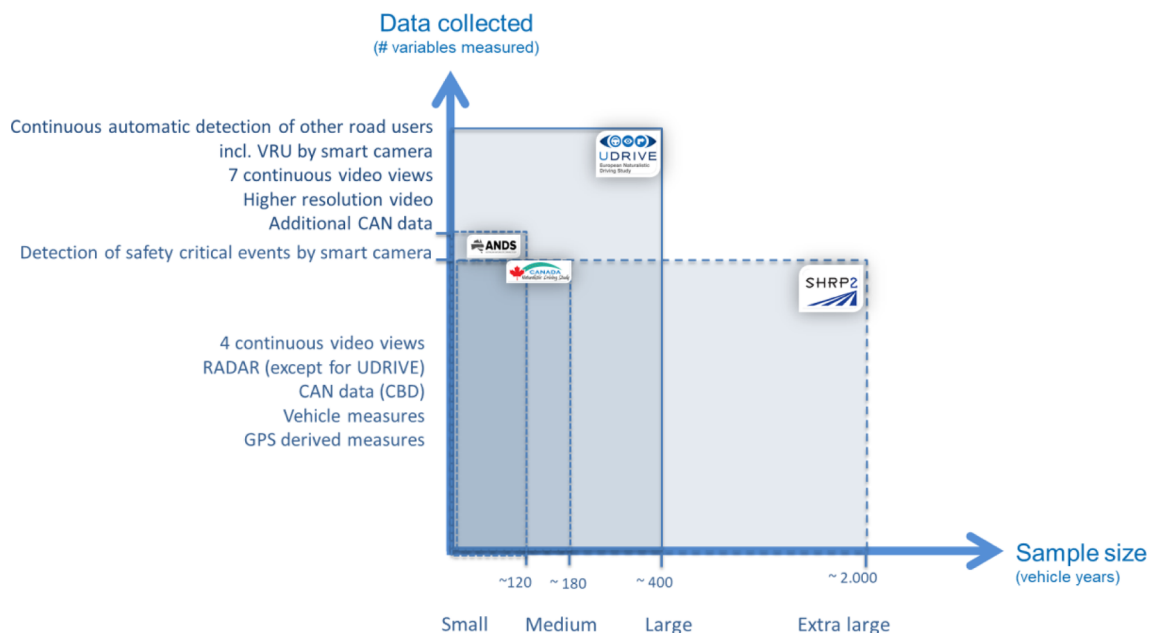 Data collected
(# variables measured)
Continuous automatic detection of other road users
incl. VRU by smart camera
7 continuous video views
Higher resolution video
Additional CAN data
UDRIVE
European Naturalistic
Driving Study
ANDS
Detection of safety critical events by smart camera
CANADA
Naturalistic Driving Study
SHRP2
4 continuous video views
RADAR (except for UDRIVE)
CAN data (CBD)
Vehicle measures
GPS derived measures
Sample size
(vehicle years)
~120
~ 180
~ 400
~ 2.000
Small
Medium
Large
Extra large